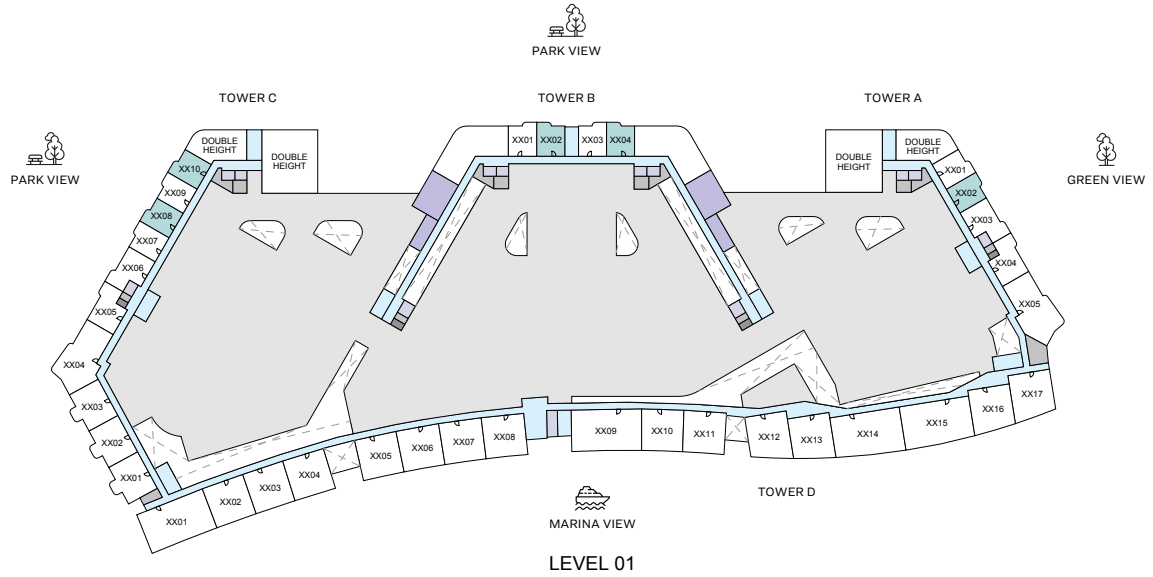 PARK VIEW
TOWER C
TOWER B
TOWER A
PARK VIEW
GREEN VIEW
DOUBLE
HEIGHT
DOUBLE
HEIGHT
XX10
XX09
XX08
XX07
XX06
XX05
XX04
XX03
XX02
XX01
XX01
XX02
XX03
XX04
DOUBLE
HEIGHT
DOUBLE
HEIGHT
XX01
XX02
XX03
XX04
XX05
XX01
XX02
XX03
XX04
XX05
XX06
XX07
XX08
XX09
XX10
XX11
XX12
XX13
XX14
XX15
XX16
XX17
TOWER D
MARINA VIEW
LEVEL 01